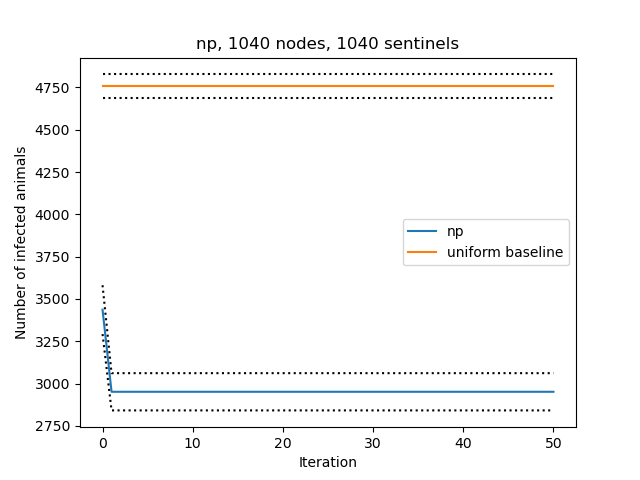 np, 1040 nodes, 1040 sentinels
Number of infected animals
4750
4500
4250
4000
3750
3500
3250
3000
2750
np
uniform baseline
0 10 20 30 40 50
Iteration